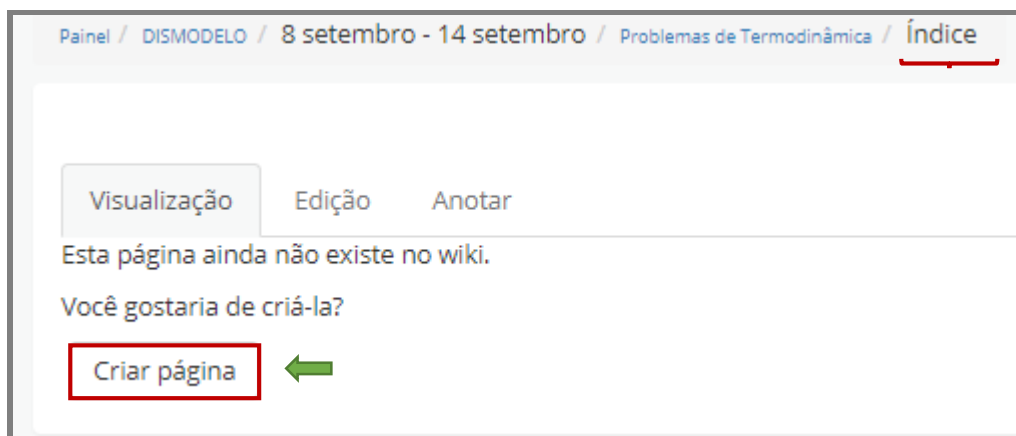 Painel / DISMODELO / 8 setembro - 14 setembro / Problemas de Termodinâmica / Índice
Visualização Edição Anotar
Esta página ainda não existe no wiki.
Você gostaria de criá-la?
Criar página